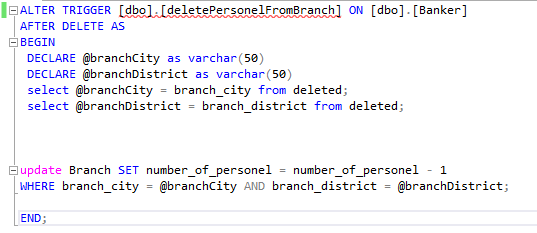 ALTER TRIGGER [dbo].[deletePersonelFromBranch] ON [dbo].[Banker]
AFTER DELETE AS
BEGIN
DECLARE @branchCity as varchar(50)
DECLARE @branchDistrict as varchar(50)
select @branchCity = branch_city from deleted;
select @branchDistrict = branch_district from deleted;
update Branch SET number_of_personel = number_of_personel - 1
WHERE branch_city = @branchCity AND branch_district = @branchDistrict;
END;